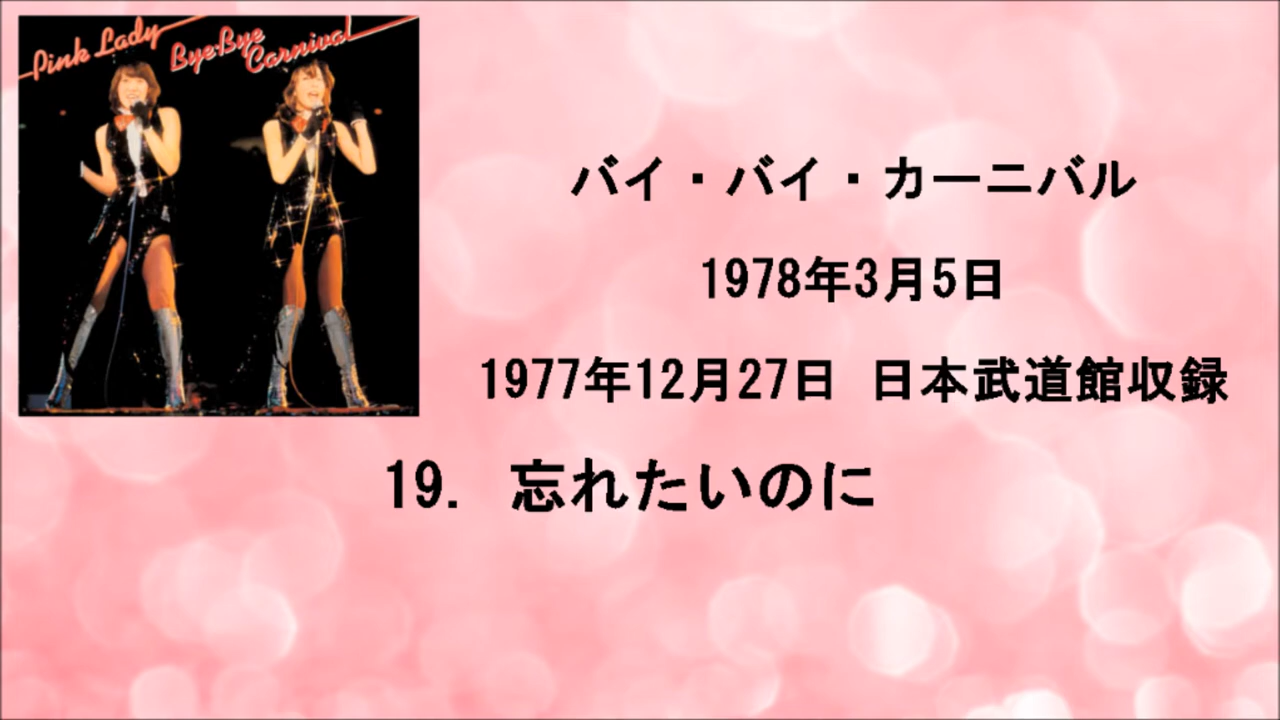 Pink Lady
Bye-Bye
Carnival
バイ・バイ・カーニバル
1978年3月5日
1977年12月27日 日本武道館収録
19. 忘れたいのに